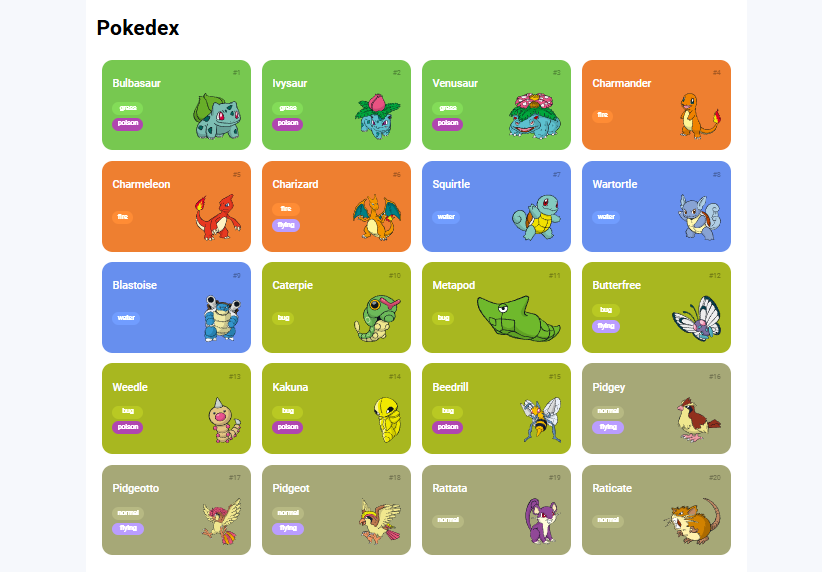 Pokedex
#1
Bulbasaur
grass
poison
#2
Ivysaur
grass
poison
#3
Venusaur
grass
poison
#4
Charmander
fire
#5
Charmeleon
fire
#6
Charizard
fire
flying
#7
Squirtle
water
#8
Wartortle
water
#9
Blastoise
water
#10
Caterpie
bug
#11
Metapod
bug
#12
Butterfree
bug
flying
#13
Weedle
bug
poison
#14
Kakuna
bug
poison
#15
Beedrill
bug
poison
#16
Pidgey
normal
flying
#17
Pidgeotto
normal
flying
#18
Pidgeot
normal
flying
#19
Rattata
normal
#20
Raticate
normal